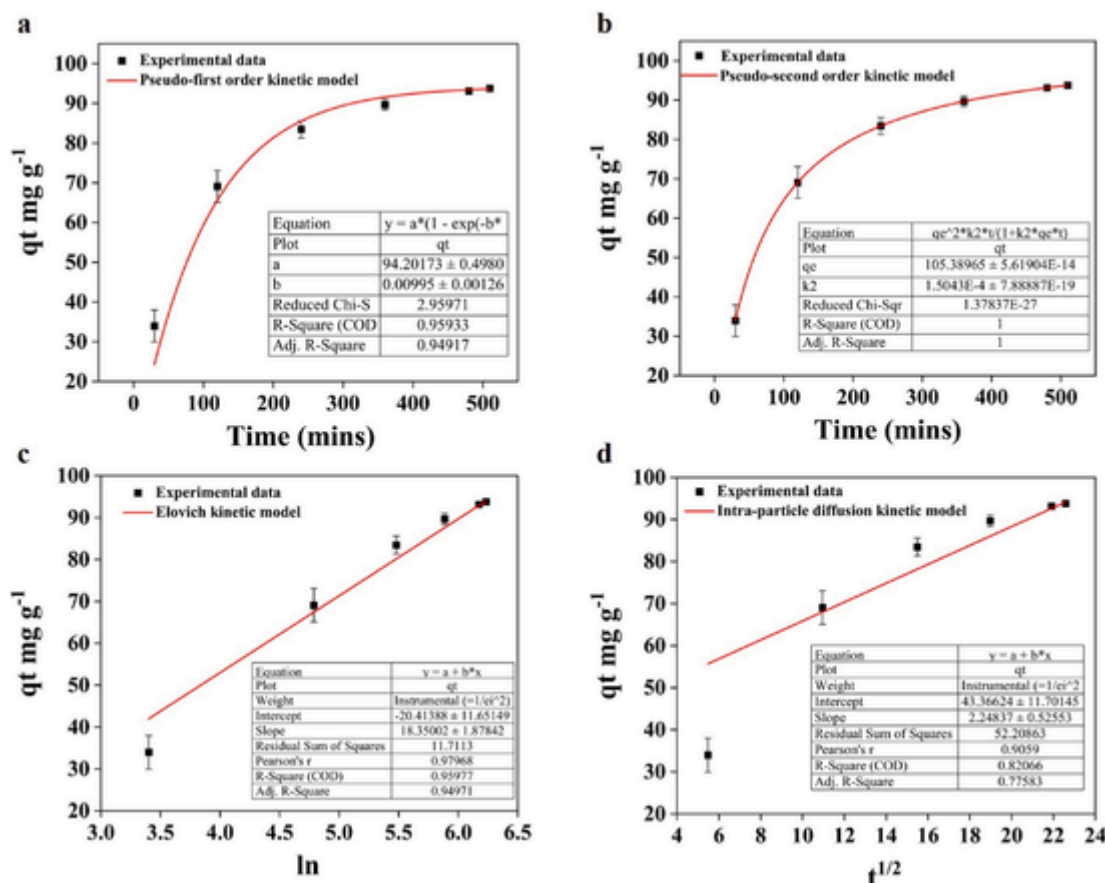 a
Experimental data
Pseudo-first order kinetic model
qt mg g-1
100
90
80
70
60
50
40
30
20
Equation y = a*(1 - exp(-b*
Plot qt
a 94.20173 ± 0.4980
b 0.00995 ± 0.00126
Reduced Chi-S 2.95971
R-Square (COD 0.95933
Adj. R-Square 0.94917
0 100 200 300 400 500
Time (mins)
b
Experimental data
Pseudo-second order kinetic model
qt mg g-1
100
90
80
70
60
50
40
30
20
Equation qe^2*k2*t/(1+k2*qe*t)
Plot qt
qe 105.38965 ± 5.61904E-14
k2 1.5043E-4 ± 7.88887E-19
Reduced Chi-Sqr 1.37837E-27
R-Square (COD) 1
Adj. R-Square 1
0 100 200 300 400 500
Time (mins)
c
Experimental data
Elovich kinetic model
qt mg g-1
100
90
80
70
60
50
40
30
20
Equation y = a + b*x
Plot qt
Weight Instrumental (=1/ei^2)
Intercept -20.41388 ± 11.65149
Slope 18.35002 ± 1.87842
Residual Sum of Squares 11.7113
Pearson's r 0.97968
R-Square (COD) 0.95977
Adj. R-Square 0.94971
3.0 3.5 4.0 4.5 5.0 5.5 6.0 6.5
ln
d
Experimental data
Intra-particle diffusion kinetic model
qt mg g-1
100
90
80
70
60
50
40
30
20
Equation y = a + b*x
Plot qt
Weight Instrumental (=1/ei^2
Intercept 43.36624 ± 11.70145
Slope 2.24837 ± 0.52553
Residual Sum of Squares 52.20863
Pearson's r 0.9059
R-Square (COD) 0.82066
Adj. R-Square 0.77583
4 6 8 10 12 14 16 18 20 22 24
t1/2